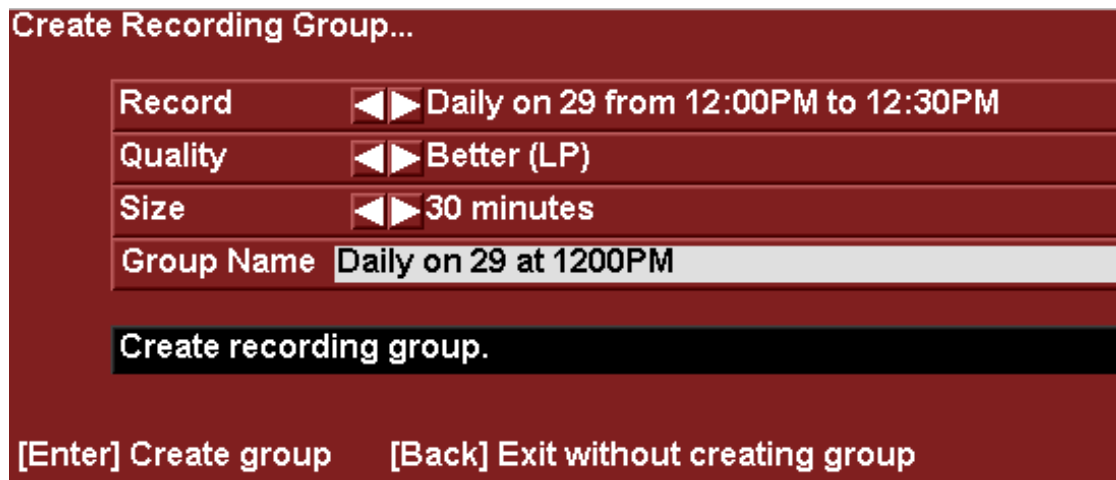 Create Recording Group...
Record Daily on 29 from 12:00PM to 12:30PM
Quality Better (LP)
Size 30 minutes
Group Name Daily on 29 at 1200PM
Create recording group.
[Enter] Create group [Back] Exit without creating group